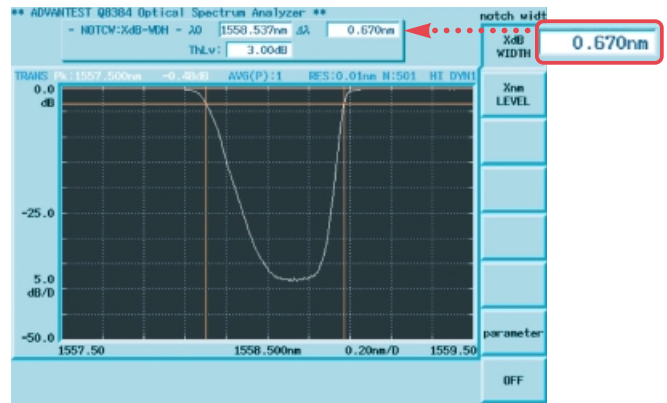 ** ADVANTEST Q8384 Optical Spectrum Analyzer **
notch widt
- NOTCW:XdB-WDH - λ0 1558.537nm Δλ 0.670nm
ThLv: 3.00dB
XdB
WIDTH
0.670nm
TRANS Pk:1557.500nm -0.48dB AVG(P):1 RES:0.01nm N:501 HI DYN1
Xnm
LEVEL
0.0
dB
-25.0
5.0
dB/D
-50.0
1557.50 1558.500nm 0.20nm/D 1559.50
parameter
OFF